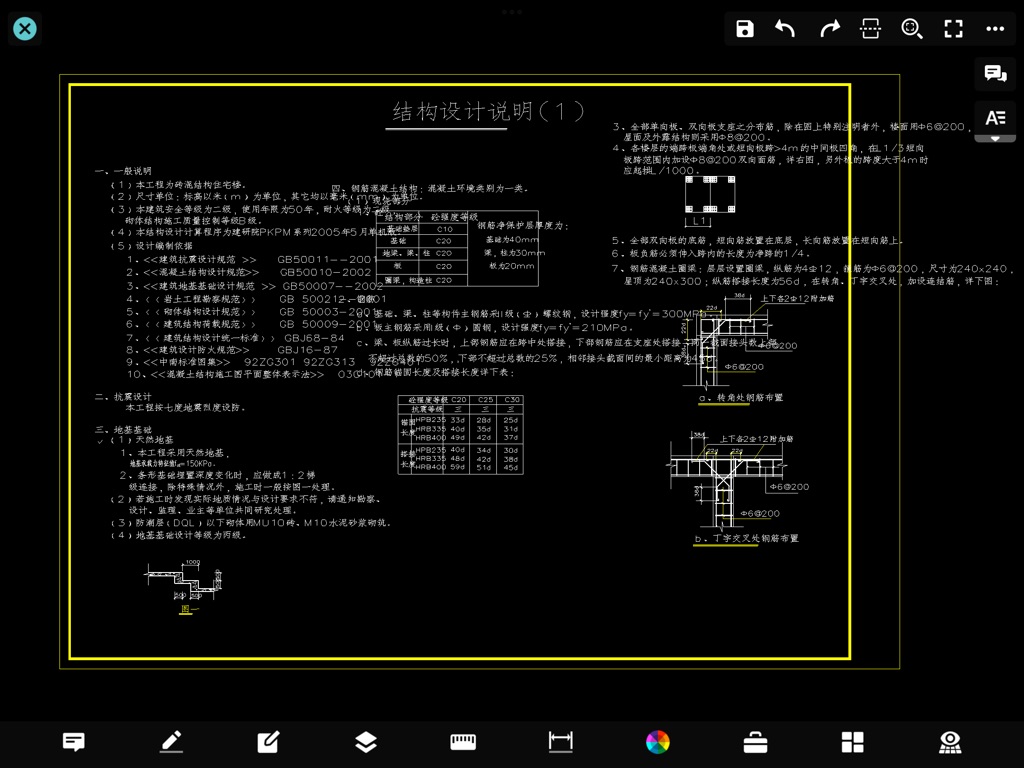 结构设计说明(1)
一、一般说明
(1)本工程为砖混结构住宅楼。
(2)尺寸单位：标高以米(m)为单位，其它均以毫米(mm)为单位。
(3)本建筑安全等级为二级，使用年限为50年，耐火等级为二级
砌体结构施工质量控制等级B级。
(4)本结构设计计算程序为建研院PKPM系列2005年5月单机版
(5)设计编制依据
1、<<建筑抗震设计规范 >> GB50011--2001
2、<<混凝土结构设计规范>> GB50010-2002
3、<<建筑地基基础设计规范 >> GB50007--2002
4、((岩土工程勘察规范)) GB 500212--2001
5、((砌体结构设计规范)) GB 50003-2001
6、((建筑结构荷载规范)) GB 50009-2001
7、((建筑结构设计统一标准)) GBJ68-84
8、<<建筑设计防火规范>> GBJ16-87
9、<<中南标准图集>> 92ZG301 92ZG313 92ZG401
10、<<混凝土结构施工图平面整体表示法>> 03G101-1
二、抗震设计
本工程按七度地震烈度设防。
三、地基基础
(1)天然地基
1、本工程采用天然地基，
=150KPa.
2、条形基础埋置深度变化时，应做成1：2梯
级连接，除特殊情况外，施工时一般按图一处理。
(2)若施工时发现实际地质情况与设计要求不符，请通知勘察、
设计、监理、业主等单位共同研究处理。
(3)防潮层(DQL)以下砌体用MU10砖、M10水泥砂浆砌筑。
(4)地基基础设计等级为丙级。
1000
500 500
图一
四、钢筋混凝土结构：混凝土环境类别为一类。
(1)现浇部分
结构部分 砼强度等级
基础垫层 C10
基础 C20
地梁、梁、柱 C20
板 C20
圈梁，构造柱 C20
钢筋净保护层厚度为：
基础为40mm
梁，柱为30mm
板为20mm
基础、梁、柱等构件主钢筋采II级(Φ)螺纹钢，设计强度fy=fy'=300MPa
板主钢筋采I级(Φ)圆钢，设计强度fy=fy'=210MPa。
c、梁、板纵筋过长时，上部钢筋应在跨中处搭接，下部钢筋应在支座处搭接
不超过总数的50%，下部不超过总数的25%，相邻接头截面间的最小距离
钢筋锚固长度及搭接长度详下表：
砼强度等级 C20 C25 C30
抗震等级 三 三 三
锚固长度 HPB235 33d 28d 25d
HRB335 40d 35d 31d
HRB400 49d 42d 37d
搭接长度 HPB235 40d 34d 30d
HRB335 48d 42d 38d
HRB400 59d 51d 45d
3、全部单向板、双向板支座之分布筋，除在图上特别注明者外，楼面用Φ6@200，
屋面及外露结构则采用Φ8@200。
4、各楼层的端跨板端角处或短向板跨>4m的中间板四角，在L1/3短向
板跨范围内加设Φ8@200双向面筋，详右图，另外板的跨度大于4m时
应起拱L/1000。
L1
5、全部双向板的底筋，短向筋放置在底层，长向筋放置在短向筋上。
6、板负筋必须伸入跨内的长度为净跨的1/4。
7、钢筋混凝土圈梁：层层设置圈梁，纵筋为4Φ12，箍筋为Φ6@200，尺寸为240x240，
屋顶为240x300；纵筋搭接长度为56d，在转角、丁字交叉处，加设连结筋，详下图：
38d
22d
上下各2Φ12附加筋
22d
Φ6@200
Φ6@200
a、转角处钢筋布置
38d
上下各2Φ12附加筋
22d 22d
38d
Φ6@200
Φ6@200
b、丁字交叉处钢筋布置